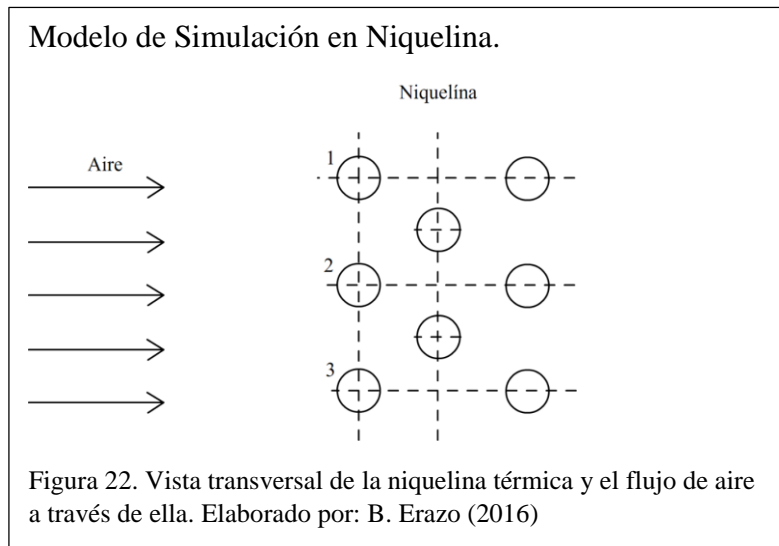 Modelo de Simulación en Niquelina.
Niquelína
Aire
1
2
3
Figura 22. Vista transversal de la niquelina térmica y el flujo de aire
a través de ella. Elaborado por: B. Erazo (2016)